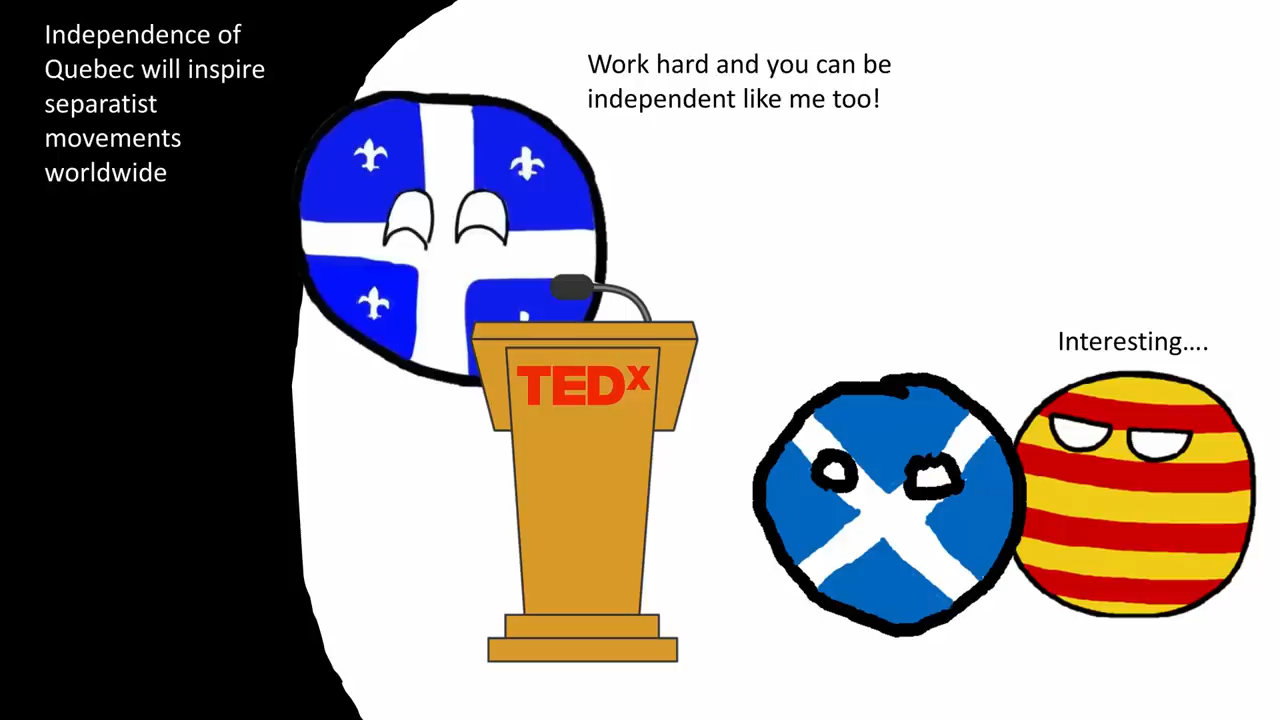 Independence of
Quebec will inspire
separatist
movements
worldwide
Work hard and you can be
independent like me too!
Interesting....
TEDx